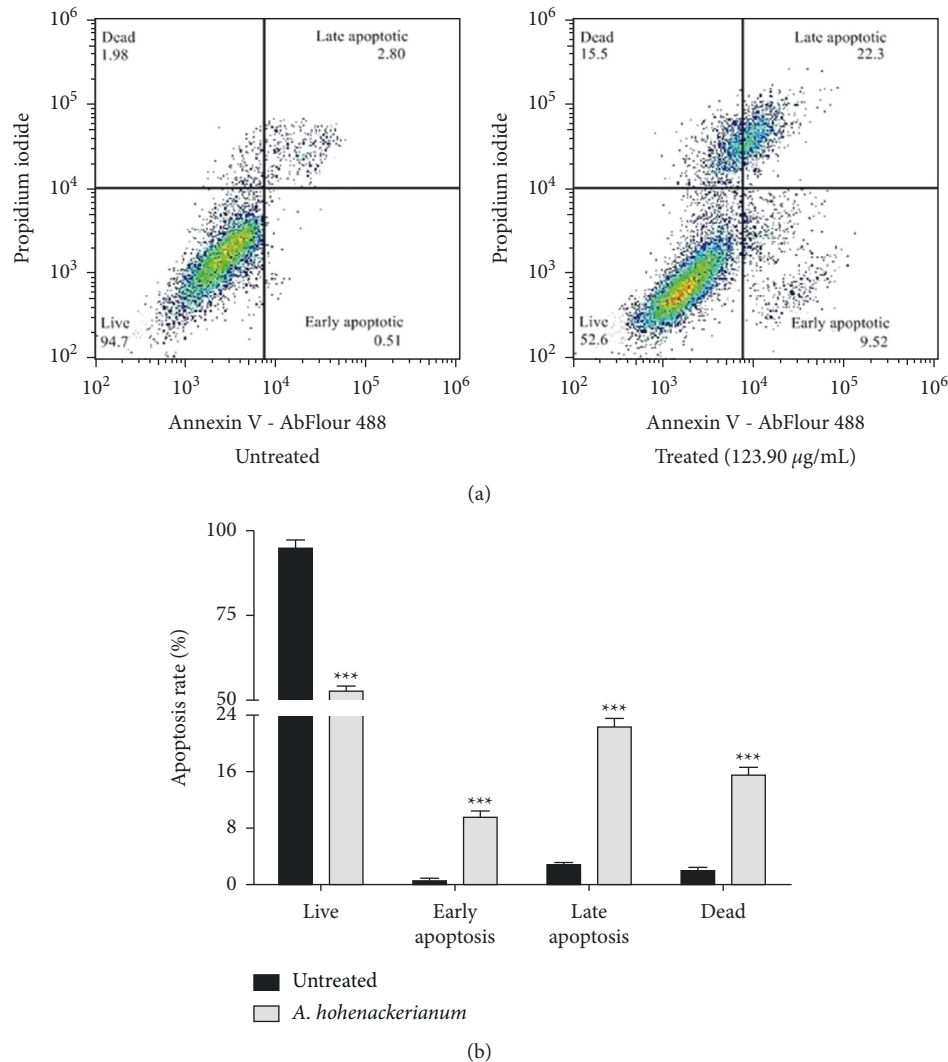 Dead
1.98
Late apoptotic
2.80
Live
94.7
Early apoptotic
0.51
10^6
10^5
10^4
10^3
10^2
Propidium iodide
10^2 10^3 10^4 10^5 10^6
Annexin V - AbFlour 488
Untreated
Dead
15.5
Late apoptotic
22.3
Live
52.6
Early apoptotic
9.52
10^6
10^5
10^4
10^3
10^2
Propidium iodide
10^2 10^3 10^4 10^5 10^6
Annexin V - AbFlour 488
Treated (123.90 μg/mL)
(a)
100
75
50
24
16
8
0
Apoptosis rate (%)
***
***
***
***
Live
Early
apoptosis
Late
apoptosis
Dead
Untreated
A. hohenackerianum
(b)